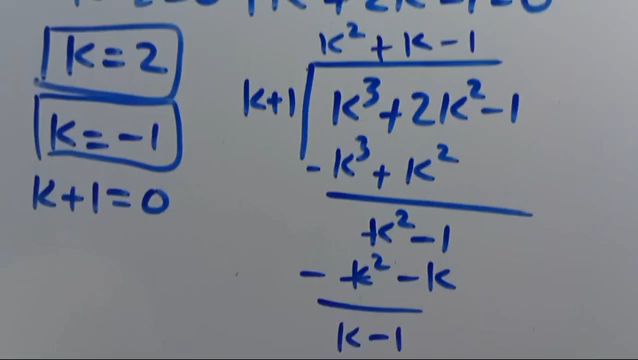 k = 2
k = -1
k+1 = 0
k² + k - 1
k+1
k³ + 2k² - 1
- k³ + k²
k² - 1
- k² - k
k - 1